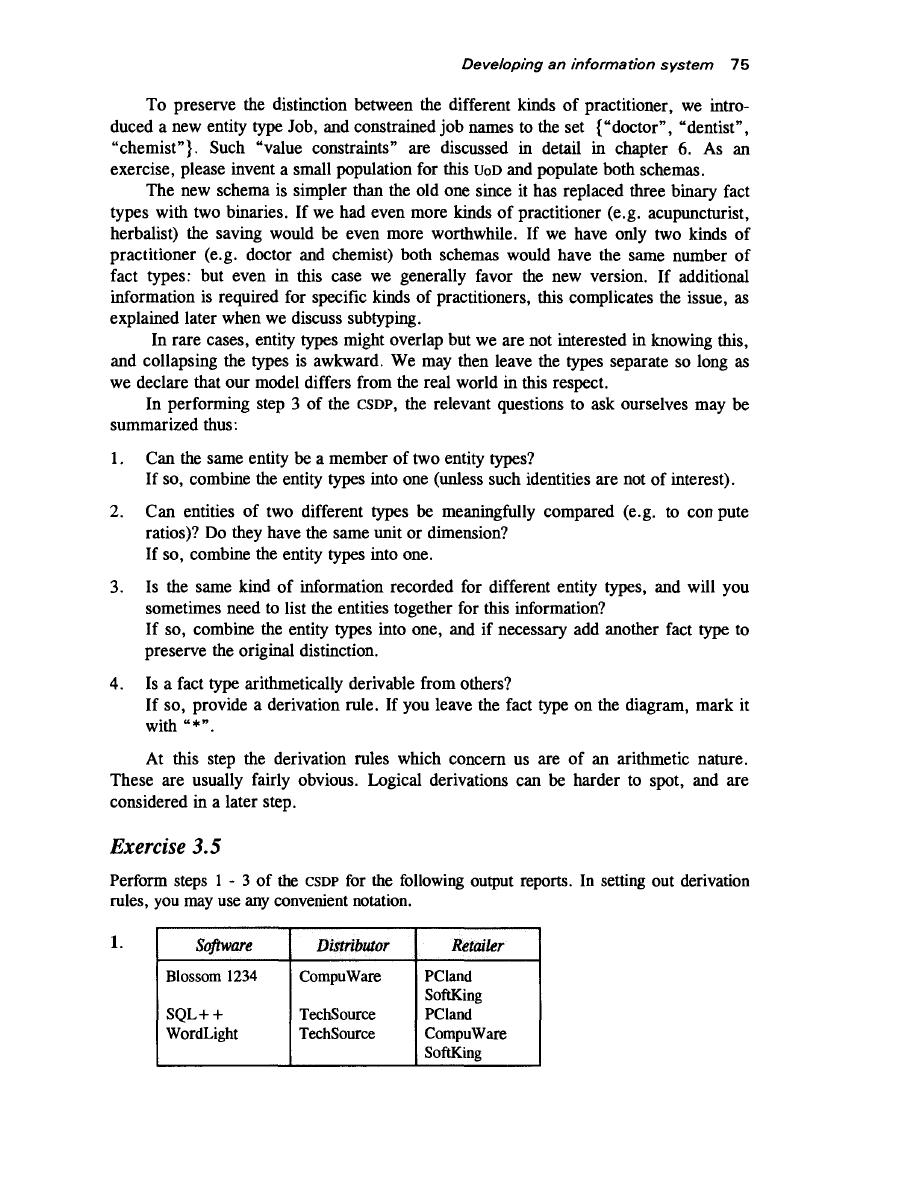 Developing an information system 75
To preserve the distinction between the different kinds of practitioner, we intro-
duced a new entity type Job, and constrained job names to the set {“doctor”, “dentist”,
“chemist”}. Such “value constraints” are discussed in detail in chapter 6. As an
exercise, please invent a small population for this UoD and populate both schemas.
The new schema is simpler than the old one since it has replaced three binary fact
types with two binaries. If we had even more kinds of practitioner (e.g. acupuncturist,
herbalist) the saving would be even more worthwhile. If we have only two kinds of
practitioner (e.g. doctor and chemist) both schemas would have the same number of
fact types: but even in this case we generally favor the new version. If additional
information is required for specific kinds of practitioners, this complicates the issue, as
explained later when we discuss subtyping.
In rare cases, entity types might overlap but we are not interested in knowing this,
and collapsing the types is awkward. We may then leave the types separate so long as
we declare that our model differs from the real world in this respect.
In performing step 3 of the CSDP, the relevant questions to ask ourselves may be
summarized thus:
1. Can the same entity be a member of two entity types?
If so, combine the entity types into one (unless such identities are not of interest).
2. Can entities of two different types be meaningfully compared (e.g. to con pute
ratios)? Do they have the same unit or dimension?
If so, combine the entity types into one.
3. Is the same kind of information recorded for different entity types, and will you
sometimes need to list the entities together for this information?
If so, combine the entity types into one, and if necessary add another fact type to
preserve the original distinction.
4. Is a fact type arithmetically derivable from others?
If so, provide a derivation rule. If you leave the fact type on the diagram, mark it
with “*”.
At this step the derivation rules which concern us are of an arithmetic nature.
These are usually fairly obvious. Logical derivations can be harder to spot, and are
considered in a later step.
Exercise 3.5
Perform steps 1 - 3 of the CSDP for the following output reports. In setting out derivation
rules, you may use any convenient notation.
1. Software Distributor Retailer
Blossom 1234 CompuWare PCland
SoftKing
SQL++ TechSource PCland
WordLight TechSource CompuWare
SoftKing